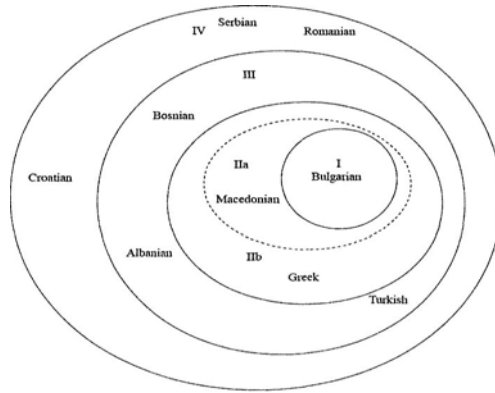 IV Serbian Romanian
III
Bosnian
IIa I
Croatian Bulgarian
Macedonian
Albanian IIb
Greek
Turkish